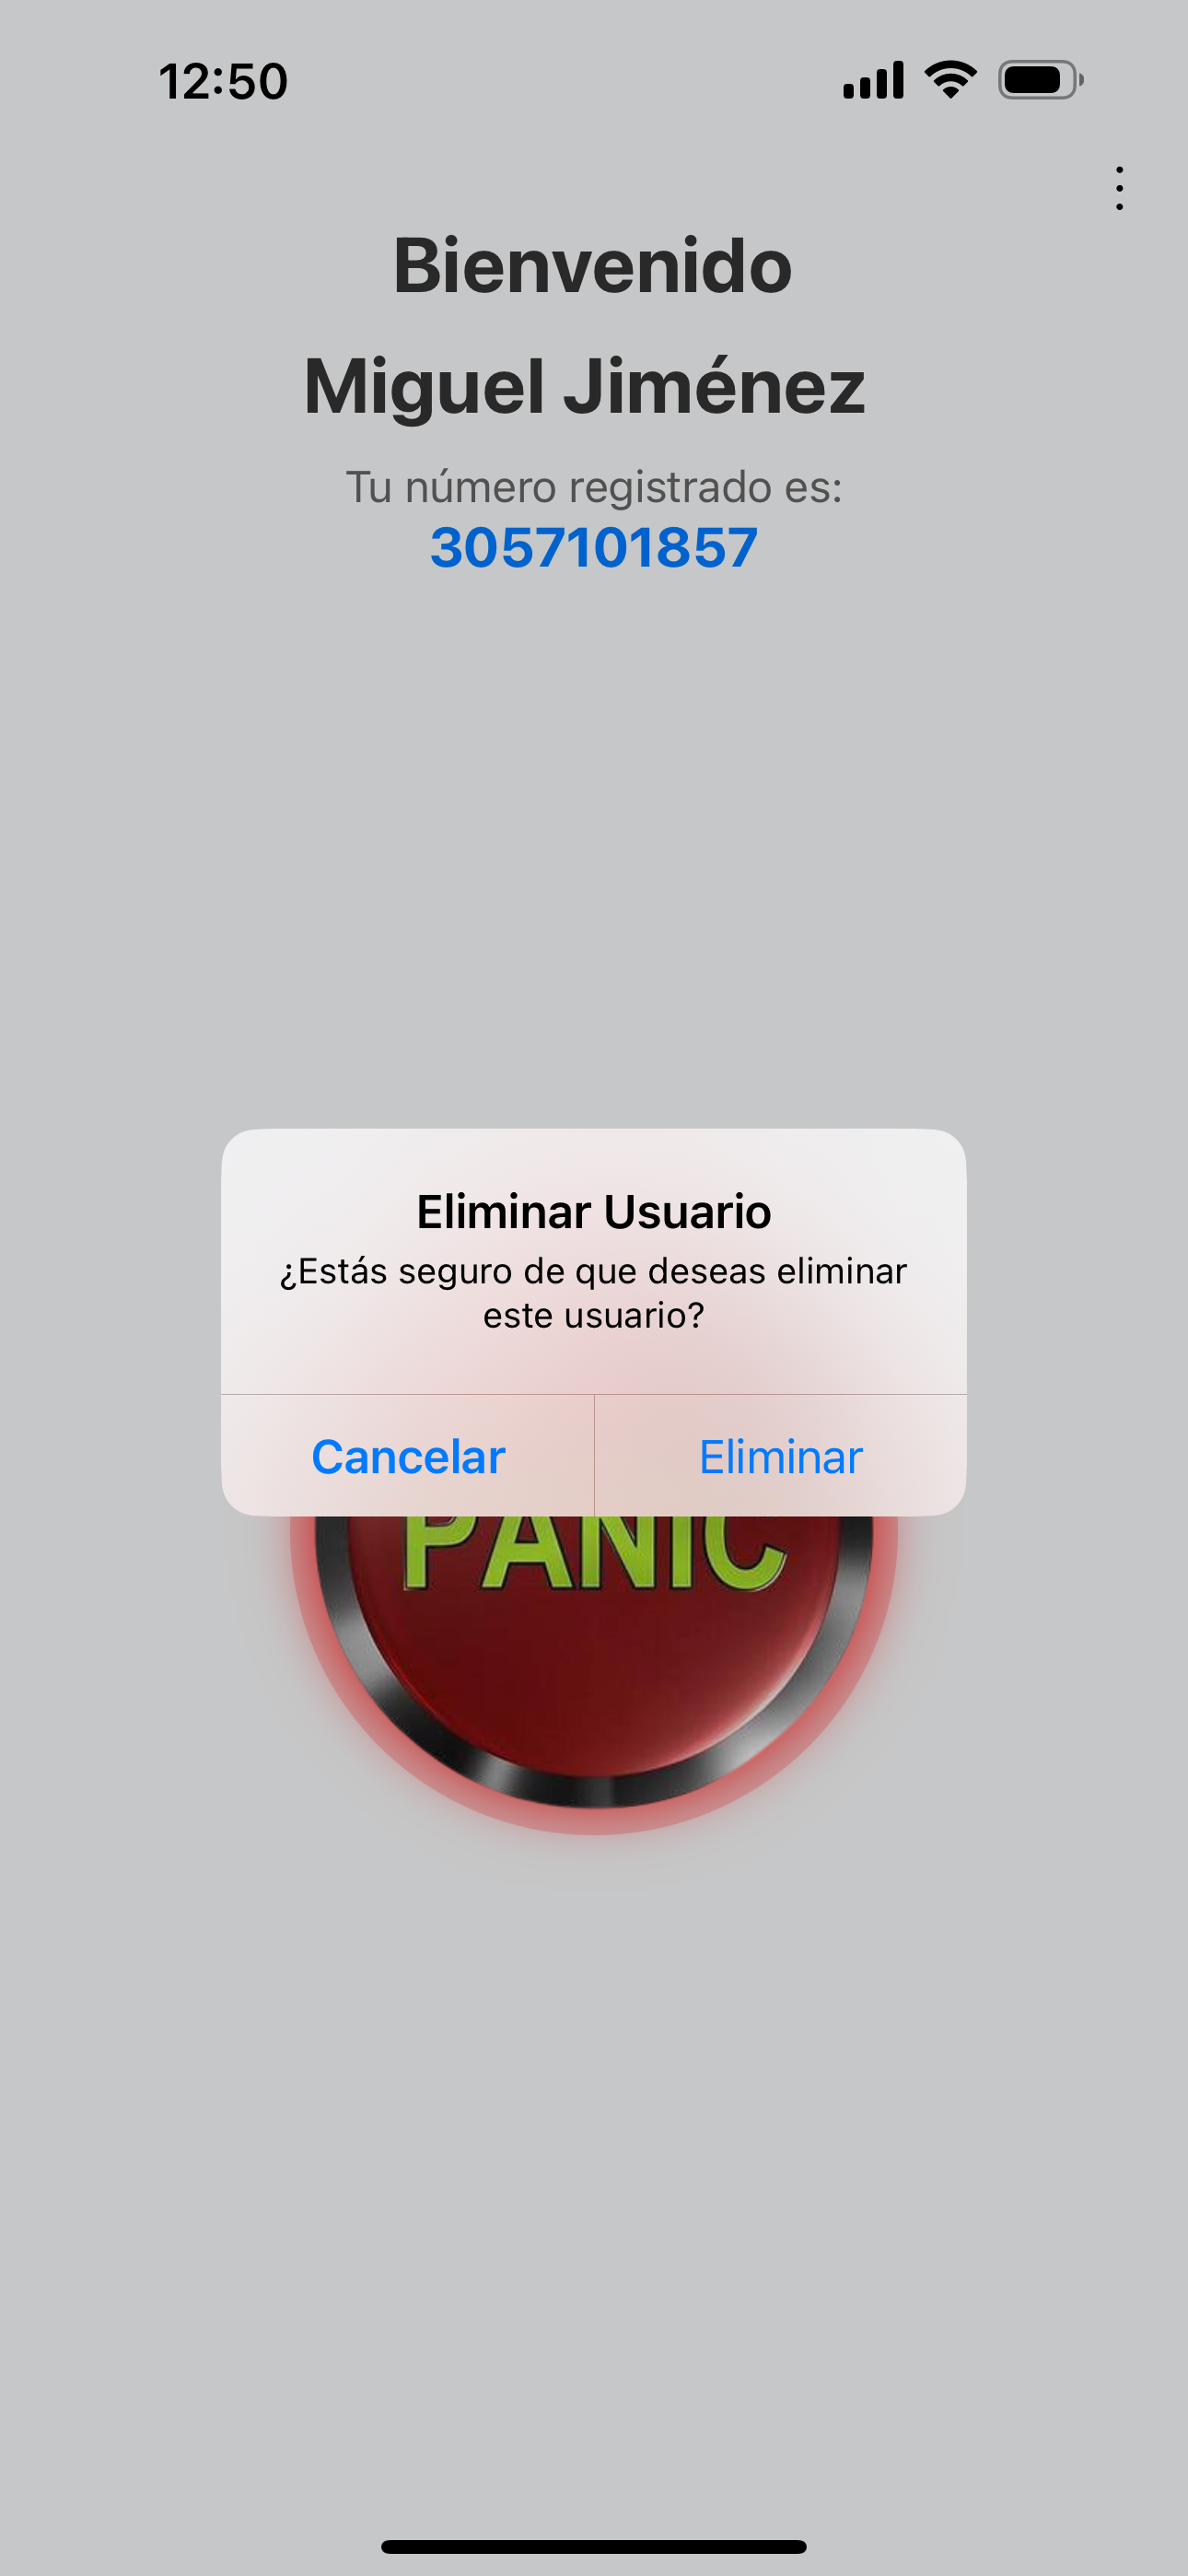 12:50
Bienvenido
Miguel Jiménez
Tu número registrado es:
3057101857
Eliminar Usuario
¿Estás seguro de que deseas eliminar
este usuario?
Cancelar
Eliminar
PANIC